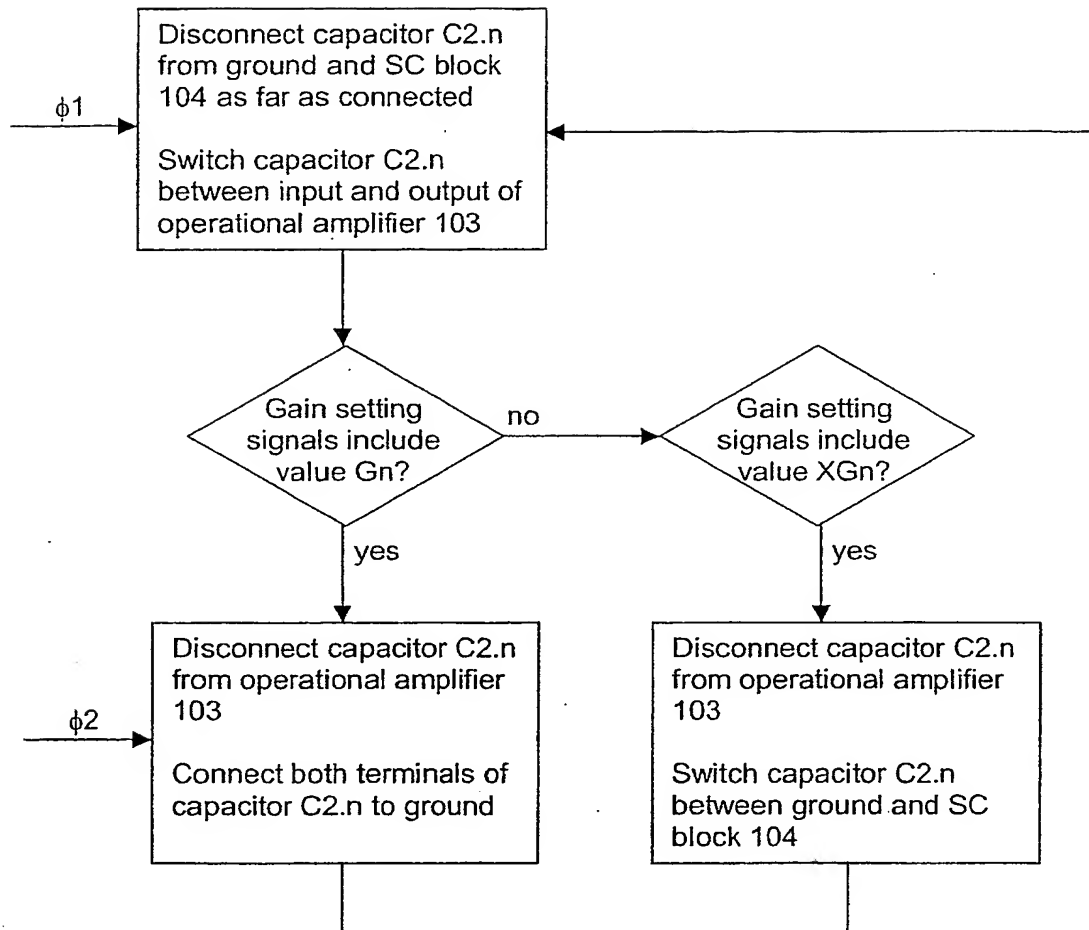 Disconnect capacitor C2.n
from ground and SC block
104 as far as connected
ϕ1
Switch capacitor C2.n
between input and output of
operational amplifier 103
Gain setting
signals include
value Gn?
no
Gain setting
signals include
value XGn?
yes
yes
Disconnect capacitor C2.n
from operational amplifier
103
ϕ2
Connect both terminals of
capacitor C2.n to ground
Disconnect capacitor C2.n
from operational amplifier
103
Switch capacitor C2.n
between ground and SC
block 104